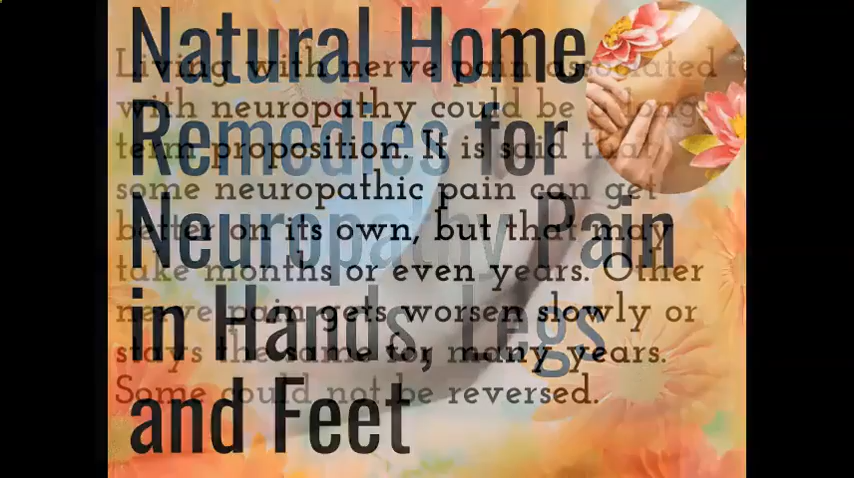 Natural Home
Remedies for
Neuropathy Pain
in Hands, Legs
and Feet
Living with nerve pain associated
with neuropathy could be a long
term proposition. It is said that
some neuropathic pain can get
better on its own, but that may
take months or even years. Other
nerve pain gets worsen slowly or
stays the same for many years.
Some could not be reversed.